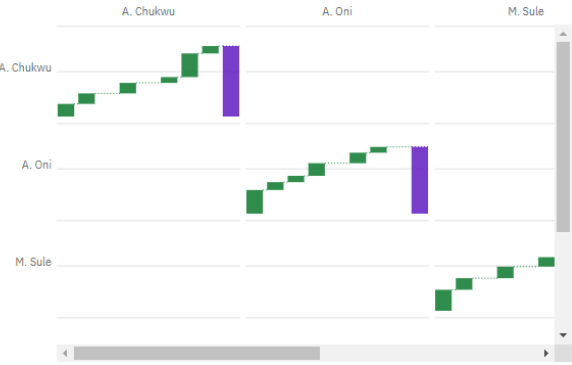 A. Chukwu A. Oni M. Sule
A. Chukwu
A. Oni
M. Sule